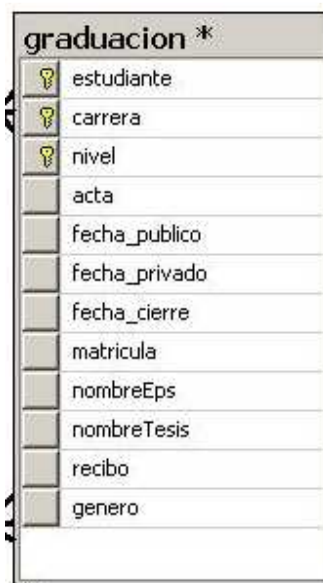 graduacion *
estudiante
carrera
nivel
acta
fecha_publico
fecha_privado
fecha_cierre
matricula
nombreEps
nombreTesis
recibo
genero